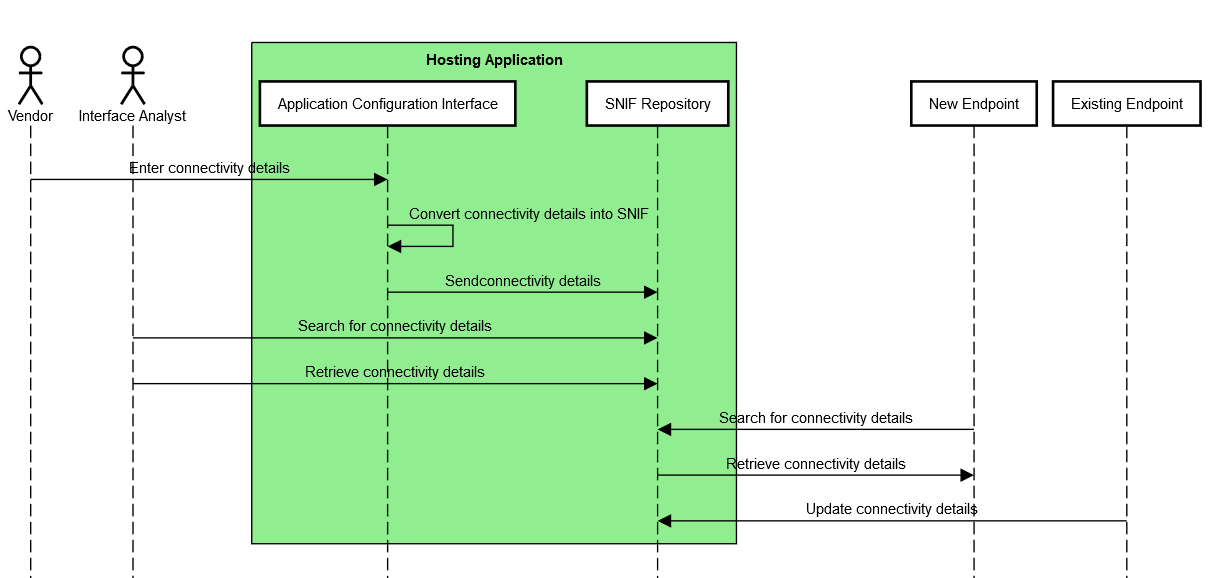 Hosting Application
Vendor
Interface Analyst
Application Configuration Interface
SNIF Repository
New Endpoint
Existing Endpoint
Enter connectivity details
Convert connectivity details into SNIF
Sendconnectivity details
Search for connectivity details
Retrieve connectivity details
Search for connectivity details
Retrieve connectivity details
Update connectivity details